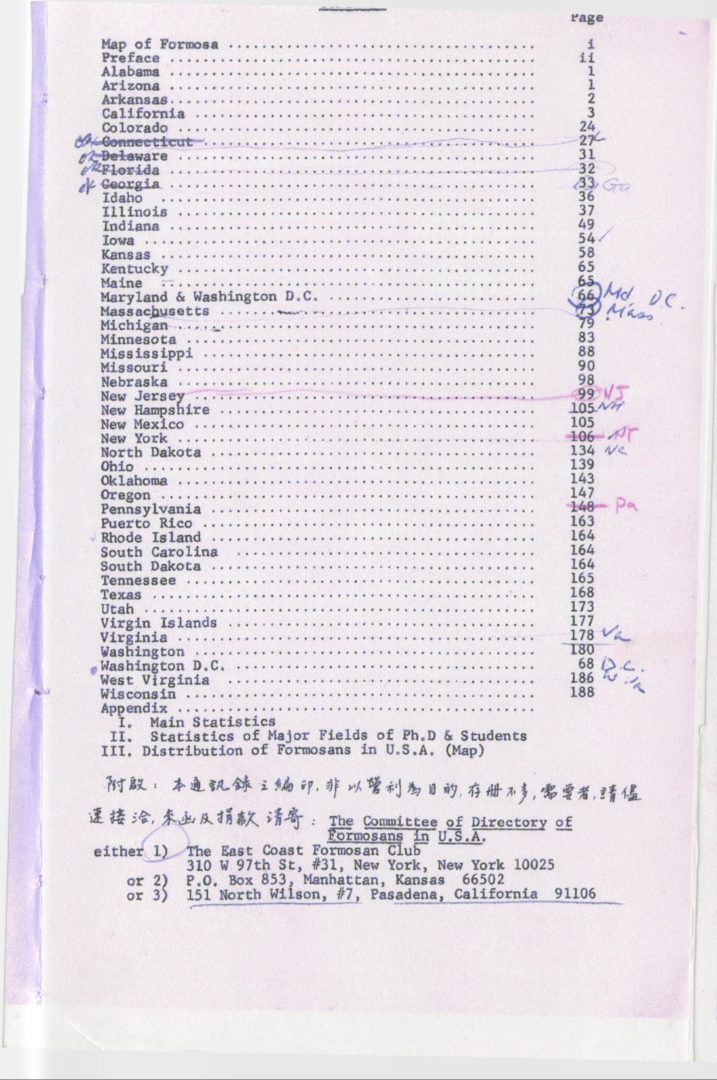 Page
Map of Formosa ........ i
Preface ........ ii
Alabama ........ 1
Arizona ........ 1
Arkansas ........ 2
California ........ 3
Colorado ........ 24
ok Connecticut ........ 27
ok Delaware ........ 31
ok Florida ........ 32
ok Georgia ........ 33 Ga
Idaho ........ 36
Illinois ........ 37
Indiana ........ 49
Iowa ........ 54
Kansas ........ 58
Kentucky ........ 65
Maine ........ 65
Maryland & Washington D.C. ........ 66 Md D.C.
Massachusetts ........ 73 Mass
Michigan ........ 79
Minnesota ........ 83
Mississippi ........ 88
Missouri ........ 90
Nebraska ........ 98
New Jersey ........ 99 NJ
New Hampshire ........ 105 NH
New Mexico ........ 105
New York ........ 106
North Dakota ........ 134 NC
Ohio ........ 139
Oklahoma ........ 143
Oregon ........ 147
Pennsylvania ........ 148 Pa
Puerto Rico ........ 163
Rhode Island ........ 164
South Carolina ........ 164
South Dakota ........ 164
Tennessee ........ 165
Texas ........ 168
Utah ........ 173
Virgin Islands ........ 177
Virginia ........ 178 Va
Washington ........ 180
Washington D.C. ........ 68 D.C.
West Virginia ........ 186 W. Va
Wisconsin ........ 188
Appendix ........
I. Main Statistics
II. Statistics of Major Fields of Ph.D & Students
III. Distribution of Formosans in U.S.A. (Map)
附啟：本通訊錄之編印，非以營利為目的，存冊不多，需要者，請儘
速接洽，來函及捐款請寄：The Committee of Directory of
Formosans in U.S.A.
either 1) The East Coast Formosan Club
310 W 97th St, #31, New York, New York 10025
or 2) P.O. Box 853, Manhattan, Kansas 66502
or 3) 151 North Wilson, #7, Pasadena, California 91106